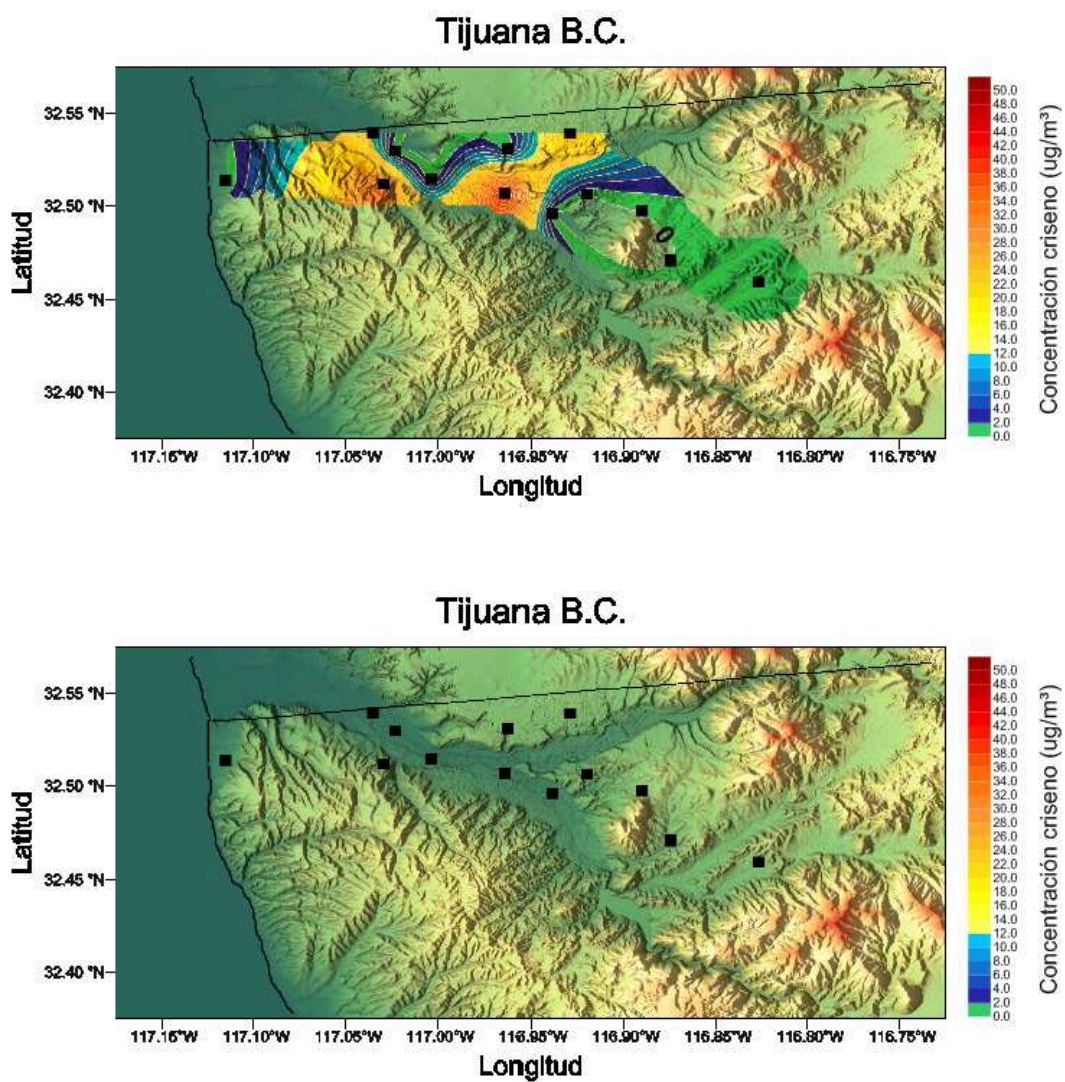 Tijuana B.C.
32.55 °N
32.50 °N
32.45 °N
32.40 °N
Latitud
117.15°W 117.10°W 117.05°W 117.00°W 116.95°W 116.90°W 116.85°W 116.80°W 116.75°W
Longitud
0
50.0
48.0
46.0
44.0
42.0
40.0
38.0
36.0
34.0
32.0
30.0
28.0
26.0
24.0
22.0
20.0
18.0
16.0
14.0
12.0
10.0
8.0
6.0
4.0
2.0
0.0
Concentración criseno (ug/m³)
Tijuana B.C.
32.55 °N
32.50 °N
32.45 °N
32.40 °N
Latitud
117.15°W 117.10°W 117.05°W 117.00°W 116.95°W 116.90°W 116.85°W 116.80°W 116.75°W
Longitud
50.0
48.0
46.0
44.0
42.0
40.0
38.0
36.0
34.0
32.0
30.0
28.0
26.0
24.0
22.0
20.0
18.0
16.0
14.0
12.0
10.0
8.0
6.0
4.0
2.0
0.0
Concentración criseno (ug/m³)